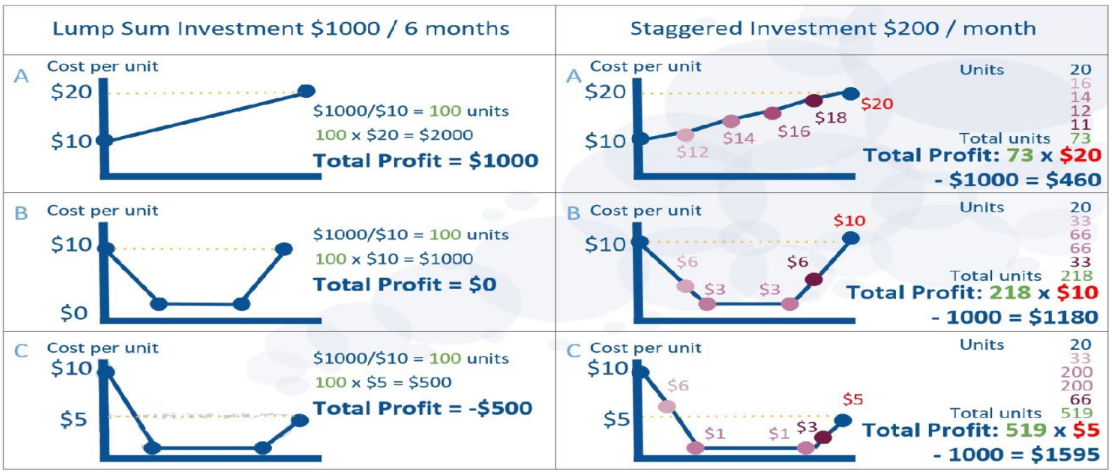 Lump Sum Investment $1000 / 6 months
Staggered Investment $200 / month
A
Cost per unit
$20
$10
$1000/$10 = 100 units
100 x $20 = $2000
Total Profit = $1000
A
Cost per unit
$20
$10
$12
$14
$16
$18
$20
Units 20
16
14
12
11
Total units 73
Total Profit: 73 x $20
- $1000 = $460
B
Cost per unit
$10
$0
$1000/$10 = 100 units
100 x $10 = $1000
Total Profit = $0
B
Cost per unit
$10
$6
$3
$3
$6
$10
Units 20
33
66
66
33
Total units 218
Total Profit: 218 x $10
- 1000 = $1180
C
Cost per unit
$10
$5
$1000/$10 = 100 units
100 x $5 = $500
Total Profit = -$500
C
Cost per unit
$10
$5
$6
$1
$1
$3
$5
Units 20
33
200
200
66
Total units 519
Total Profit: 519 x $5
- 1000 = $1595